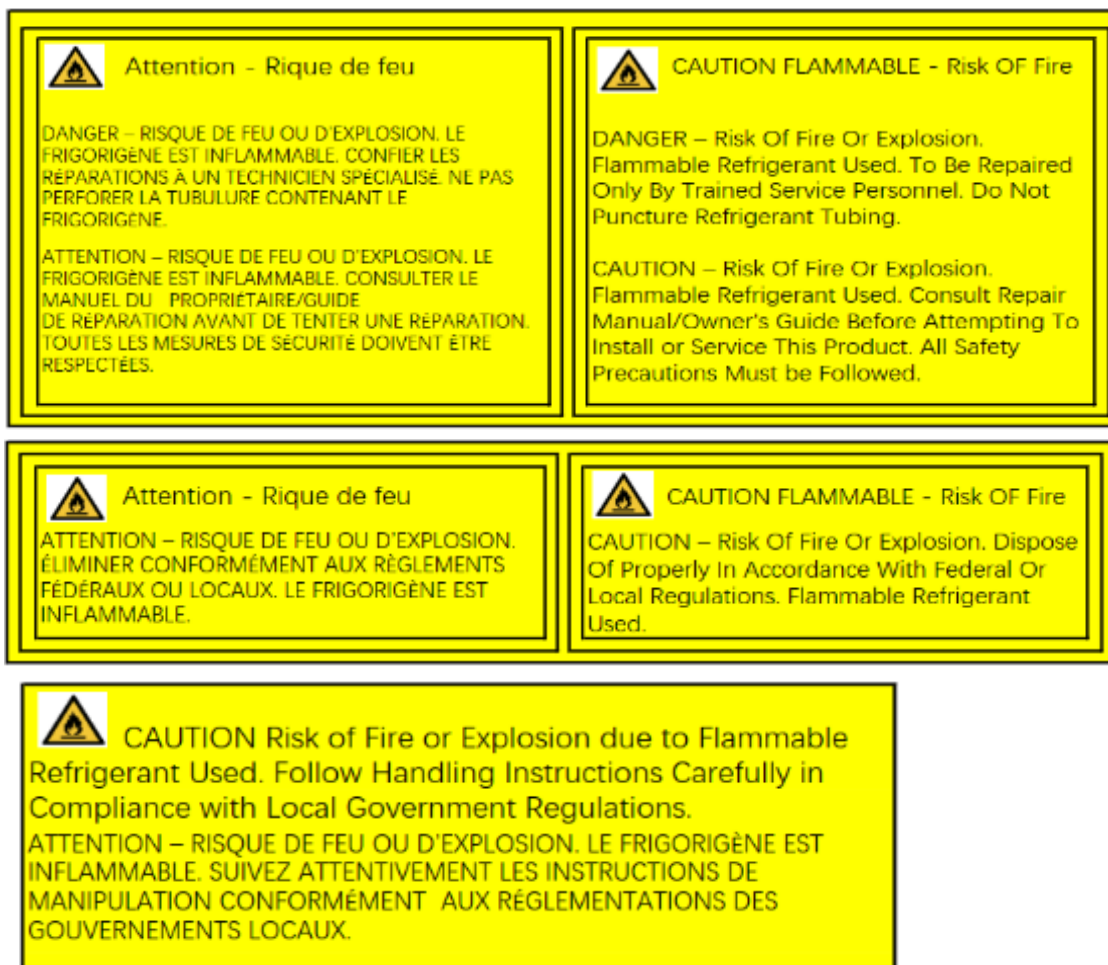 Attention - Rique de feu
DANGER – RISQUE DE FEU OU D'EXPLOSION. LE
FRIGORIGÈNE EST INFLAMMABLE. CONFIER LES
RÉPARATIONS À UN TECHNICIEN SPÉCIALISÉ. NE PAS
PERFORER LA TUBULURE CONTENANT LE
FRIGORIGÈNE.
ATTENTION – RISQUE DE FEU OU D'EXPLOSION. LE
FRIGORIGÈNE EST INFLAMMABLE. CONSULTER LE
MANUEL DU PROPRIÉTAIRE/GUIDE
DE RÉPARATION AVANT DE TENTER UNE RÉPARATION.
TOUTES LES MESURES DE SÉCURITÉ DOIVENT ÊTRE
RESPECTÉES.
CAUTION FLAMMABLE - Risk OF Fire
DANGER – Risk Of Fire Or Explosion.
Flammable Refrigerant Used. To Be Repaired
Only By Trained Service Personnel. Do Not
Puncture Refrigerant Tubing.
CAUTION – Risk Of Fire Or Explosion.
Flammable Refrigerant Used. Consult Repair
Manual/Owner's Guide Before Attempting To
Install or Service This Product. All Safety
Precautions Must be Followed.
Attention - Rique de feu
ATTENTION – RISQUE DE FEU OU D'EXPLOSION.
ÉLIMINER CONFORMÉMENT AUX RÈGLEMENTS
FÉDÉRAUX OU LOCAUX. LE FRIGORIGÈNE EST
INFLAMMABLE.
CAUTION FLAMMABLE - Risk OF Fire
CAUTION – Risk Of Fire Or Explosion. Dispose
Of Properly In Accordance With Federal Or
Local Regulations. Flammable Refrigerant
Used.
CAUTION Risk of Fire or Explosion due to Flammable
Refrigerant Used. Follow Handling Instructions Carefully in
Compliance with Local Government Regulations.
ATTENTION – RISQUE DE FEU OU D'EXPLOSION. LE FRIGORIGÈNE EST
INFLAMMABLE. SUIVEZ ATTENTIVEMENT LES INSTRUCTIONS DE
MANIPULATION CONFORMÉMENT AUX RÉGLEMENTATIONS DES
GOUVERNEMENTS LOCAUX.